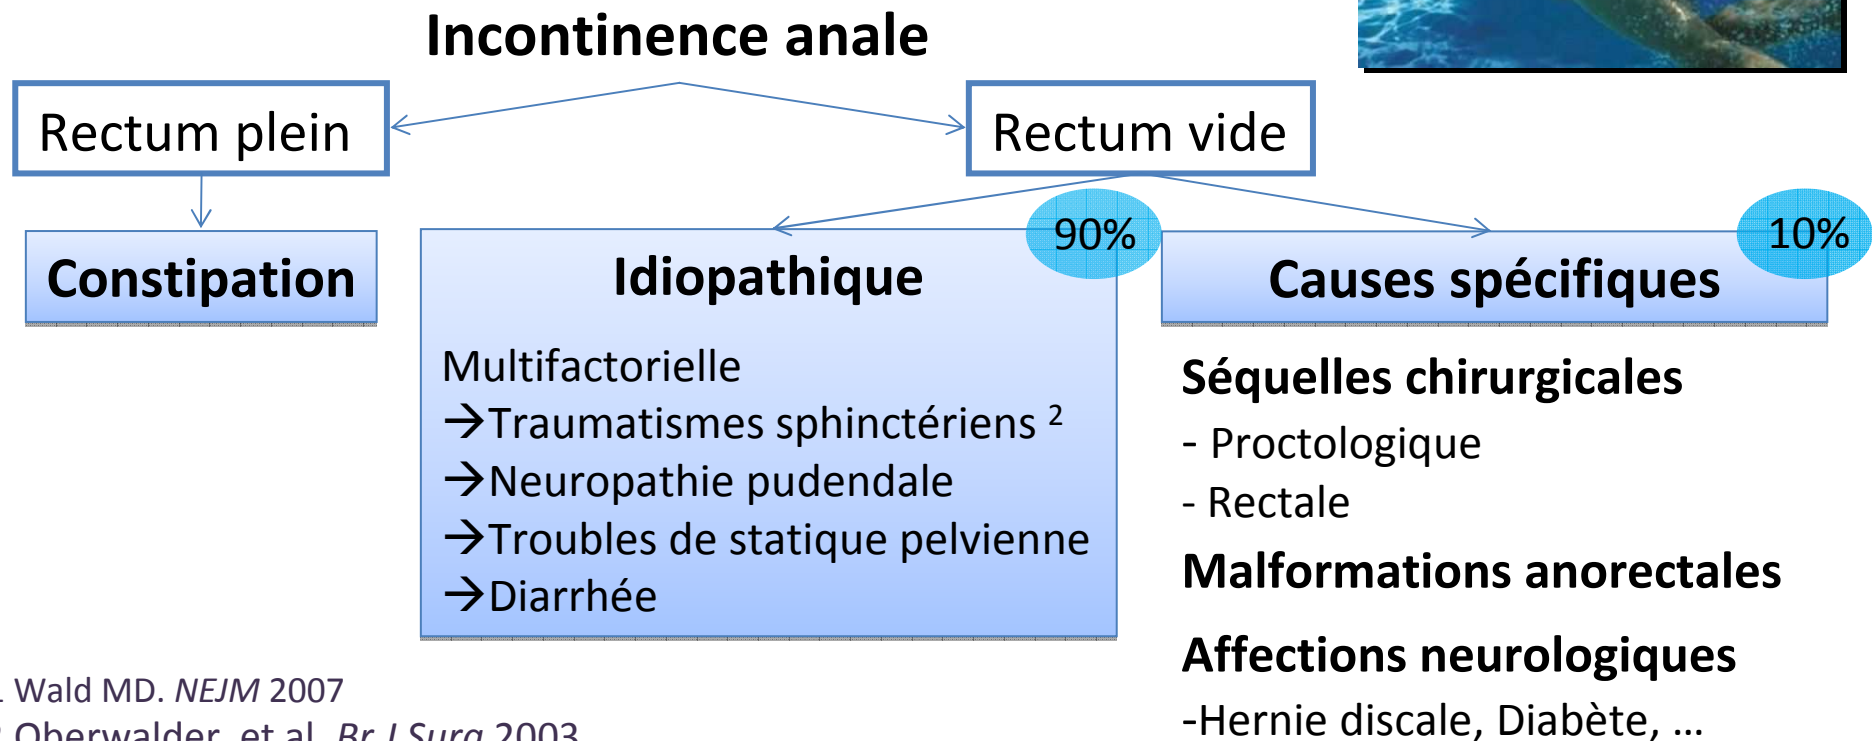 Incontinence anale
Rectum plein
Rectum vide
Constipation
90%
Idiopathique
Multifactorielle
→Traumatismes sphinctériens ²
→Neuropathie pudendale
→Troubles de statique pelvienne
→Diarrhée
10%
Causes spécifiques
Séquelles chirurgicales
- Proctologique
- Rectale
Malformations anorectales
Affections neurologiques
-Hernie discale, Diabète, ...
Wald MD. NEJM 2007
Oberwalder, et al. Br J Surg 2003